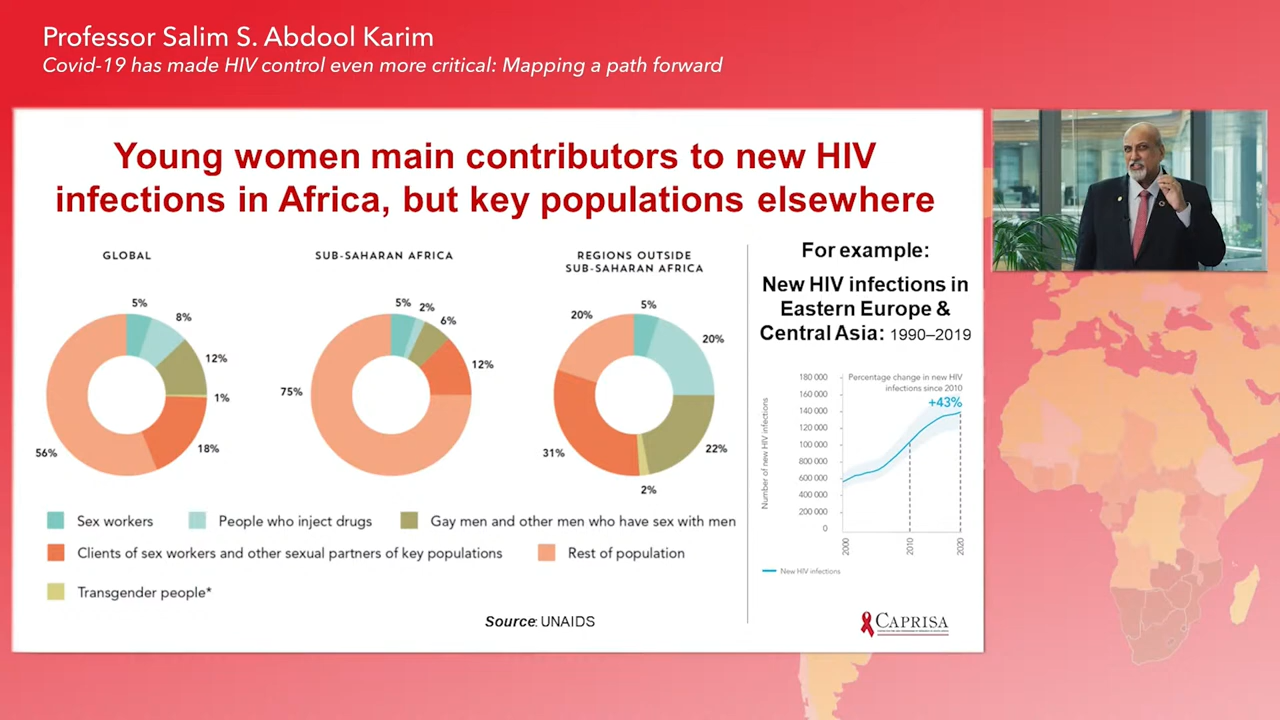 Professor Salim S. Abdool Karim
Covid-19 has made HIV control even more critical: Mapping a path forward
Young women main contributors to new HIV
infections in Africa, but key populations elsewhere
GLOBAL
5%
8%
12%
1%
18%
56%
SUB-SAHARAN AFRICA
5%
2%
6%
12%
75%
REGIONS OUTSIDE
SUB-SAHARAN AFRICA
5%
20%
20%
22%
31%
2%
Sex workers
People who inject drugs
Gay men and other men who have sex with men
Clients of sex workers and other sexual partners of key populations
Rest of population
Transgender people*
Source: UNAIDS
For example:
New HIV infections in
Eastern Europe &
Central Asia: 1990–2019
Percentage change in new HIV
infections since 2010
+43%
Number of new HIV infections
180 000
160 000
140 000
120 000
100 000
800 000
600 000
400 000
200 000
0
2000
2010
2020
New HIV infections
CAPRISA